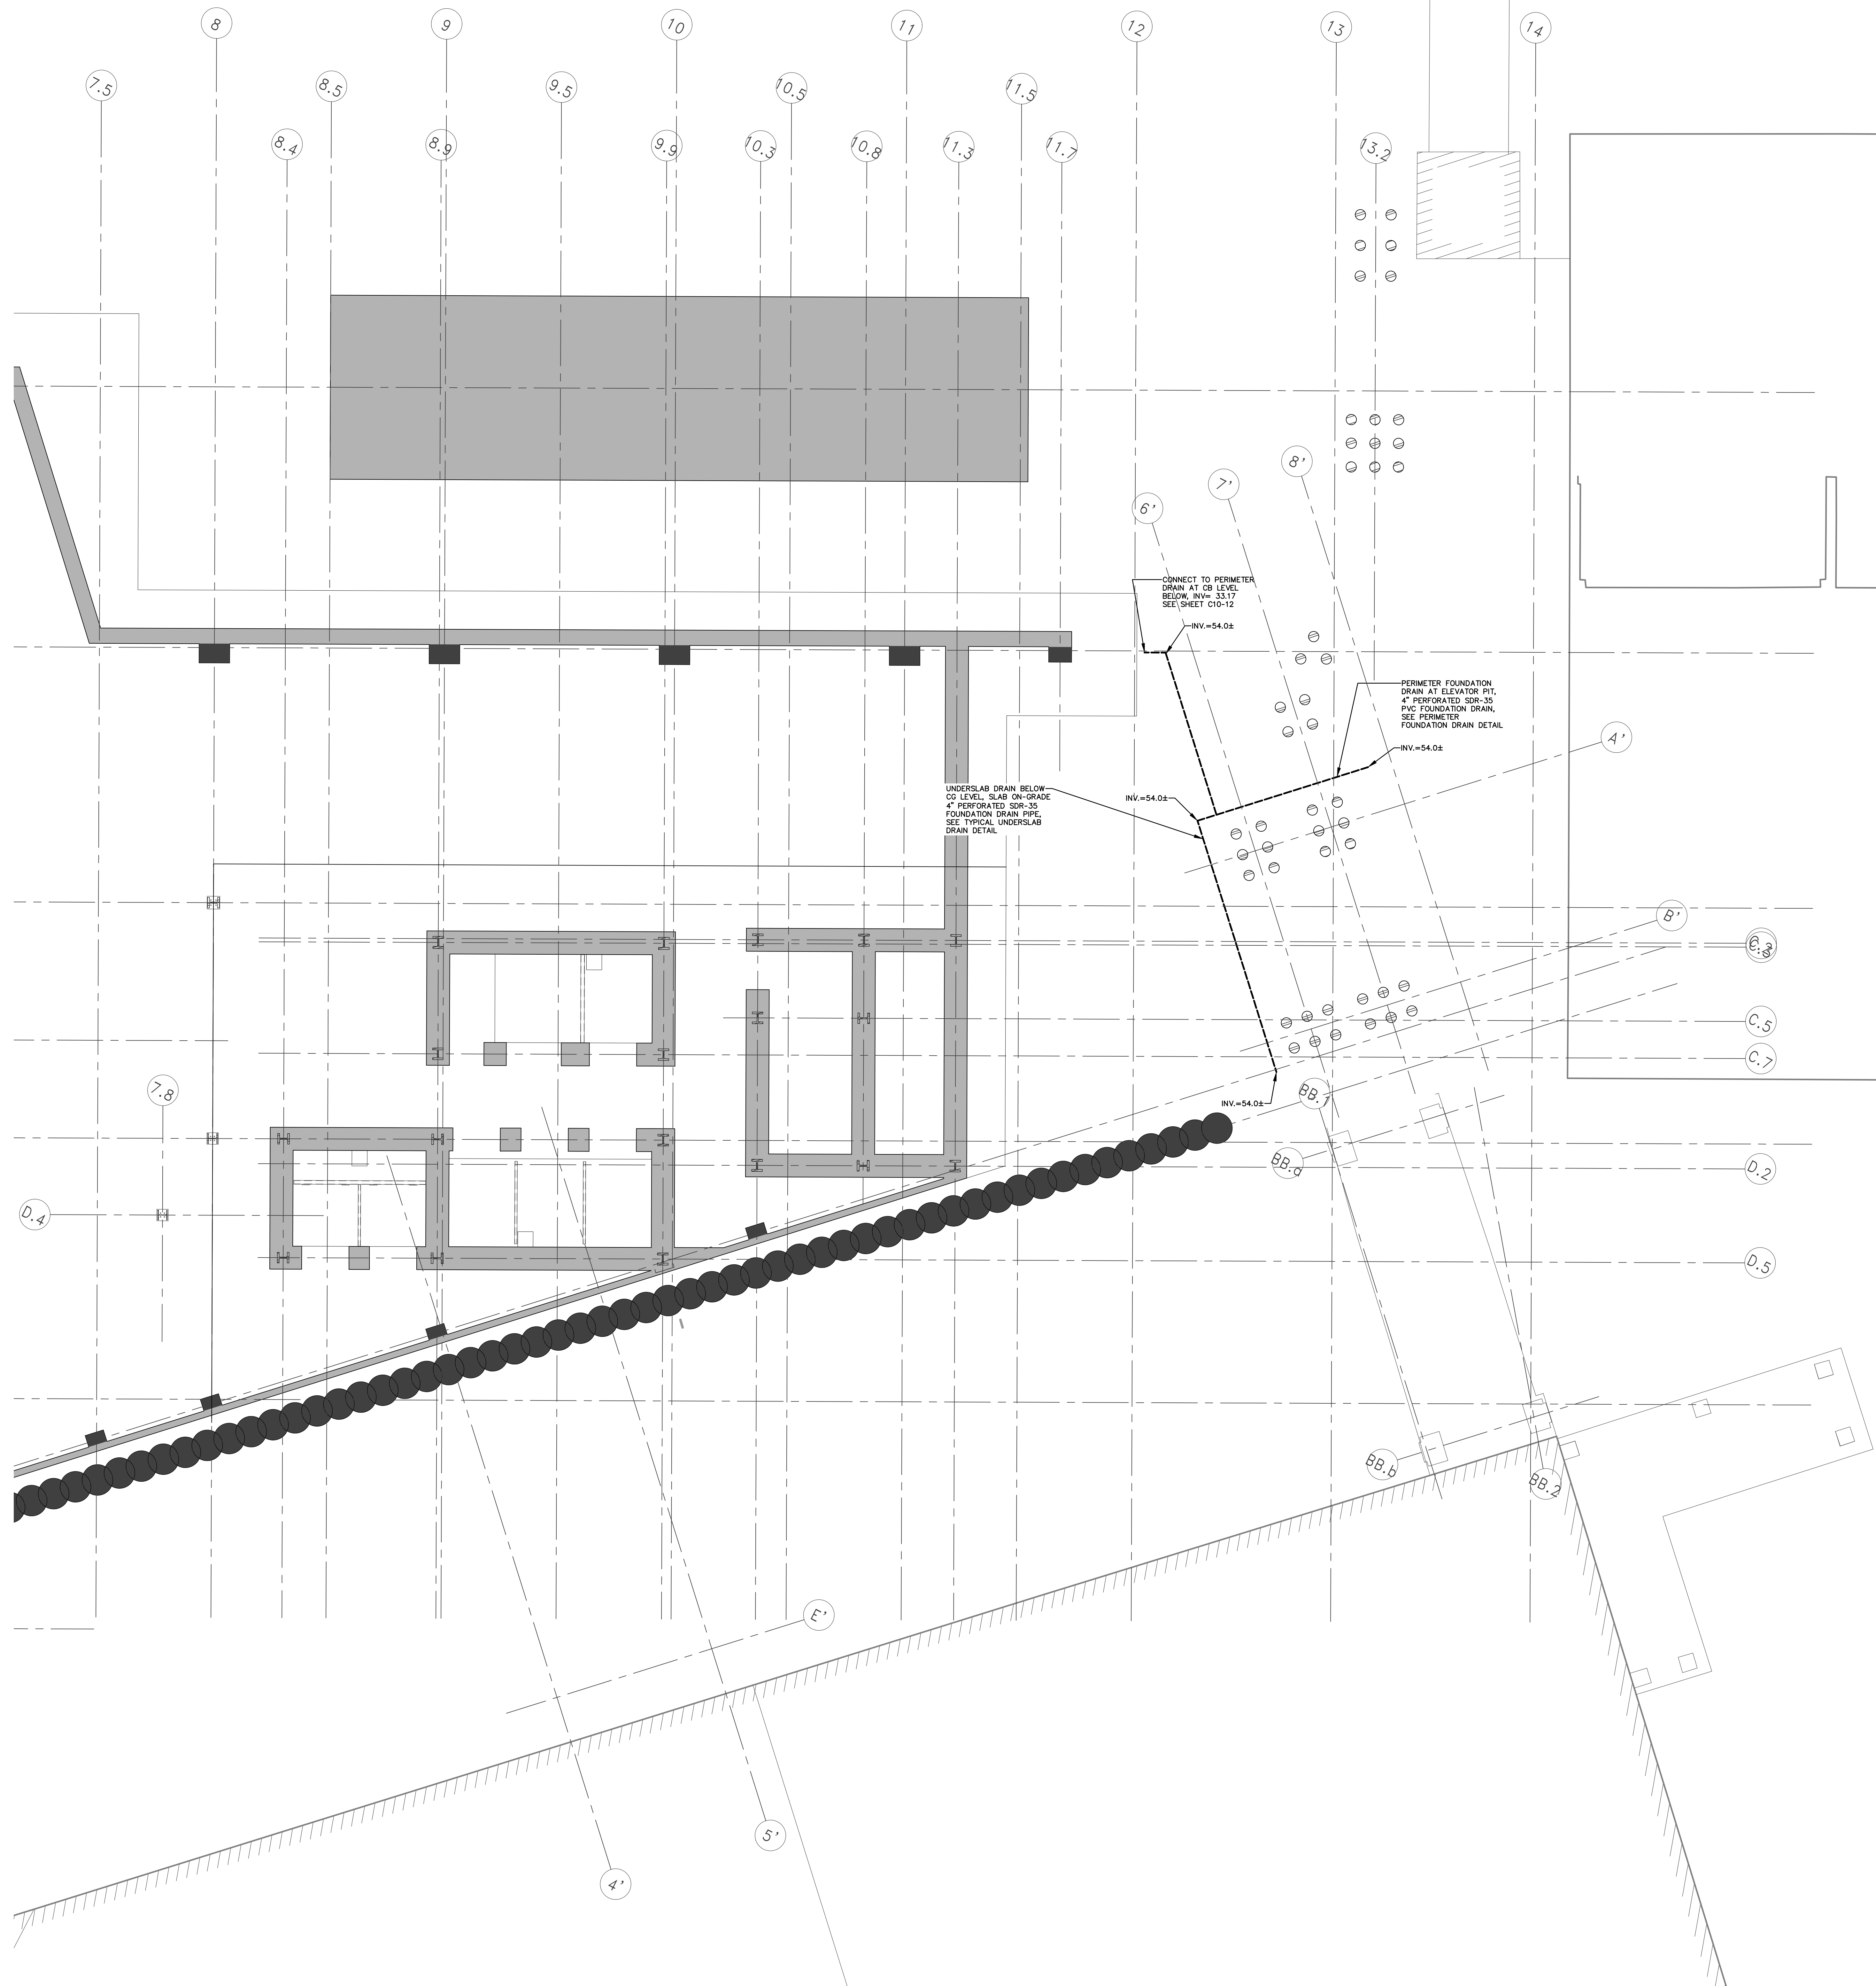 8
9
10
11
12
13
14
7.5
8.5
9.5
10.5
11.5
8.4
8.9
9.9
10.3
10.8
11.3
11.7
13.2
8'
7'
6'
CONNECT TO PERIMETER
DRAIN AT CB LEVEL
BELOW, INV= 33.17
SEE SHEET C10-12
INV.=54.0±
PERIMETER FOUNDATION
DRAIN AT ELEVATOR PIT,
4" PERFORATED SDR-35
PVC FOUNDATION DRAIN,
SEE PERIMETER
FOUNDATION DRAIN DETAIL
A'
INV.=54.0±
UNDERSLAB DRAIN BELOW
CG LEVEL, SLAB ON-GRADE
4" PERFORATED SDR-35
FOUNDATION DRAIN PIPE,
SEE TYPICAL UNDERSLAB
DRAIN DETAIL
INV.=54.0±
B'
C.3
C.5
C.7
7.8
BB.1
INV.=54.0±
BB.a
D.2
D.4
D.5
BB.b
BB.2
E'
5'
4'